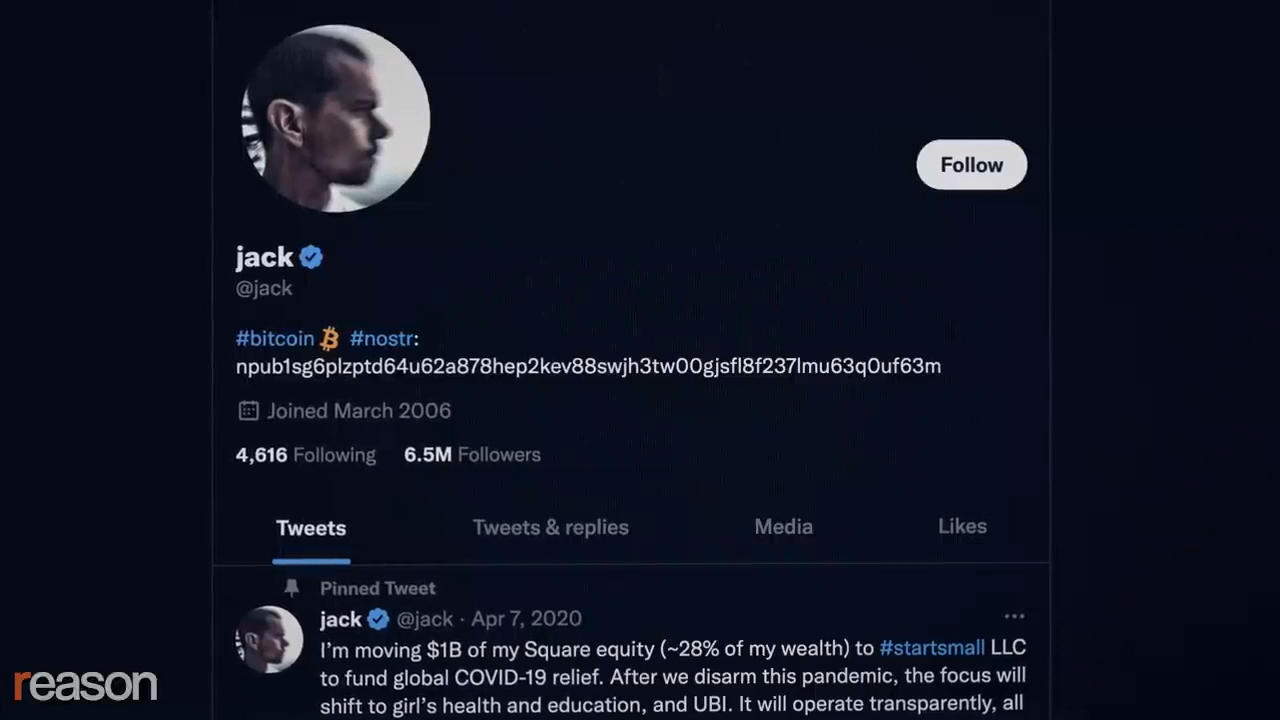 Follow
jack
@jack
#bitcoin #nostr:
npub1sg6plzptd64u62a878hep2kev88swjh3tw00gjsfl8f237lmu63q0uf63m
Joined March 2006
4,616 Following 6.5M Followers
Tweets Tweets & replies Media Likes
Pinned Tweet
jack @jack · Apr 7, 2020
I'm moving $1B of my Square equity (~28% of my wealth) to #startsmall LLC
to fund global COVID-19 relief. After we disarm this pandemic, the focus will
shift to girl's health and education, and UBI. It will operate transparently, all
reason